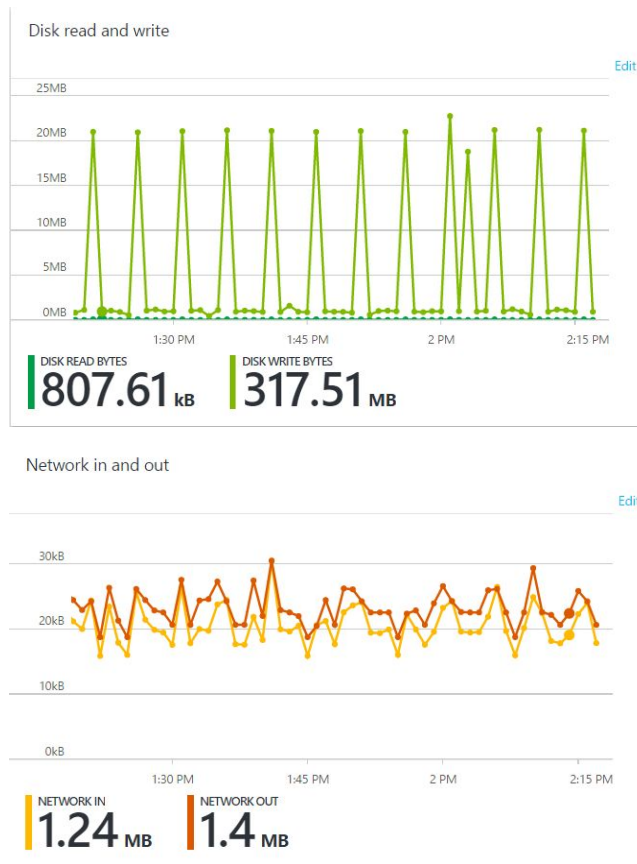 Disk read and write
Edit
25MB
20MB
15MB
10MB
5MB
0MB
1:30 PM 1:45 PM 2 PM 2:15 PM
DISK READ BYTES DISK WRITE BYTES
807.61 kB 317.51 MB
Network in and out
Edi
30kB
20kB
10kB
0kB
1:30 PM 1:45 PM 2 PM 2:15 PM
NETWORK IN NETWORK OUT
1.24 MB 1.4 MB